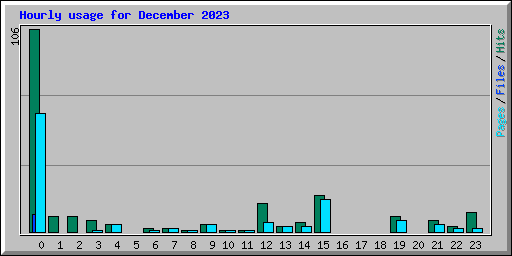 Hourly usage for December 2023
106
Pages/Files/Hits
0 1 2 3 4 5 6 7 8 9 10 11 12 13 14 15 16 17 18 19 20 21 22 23